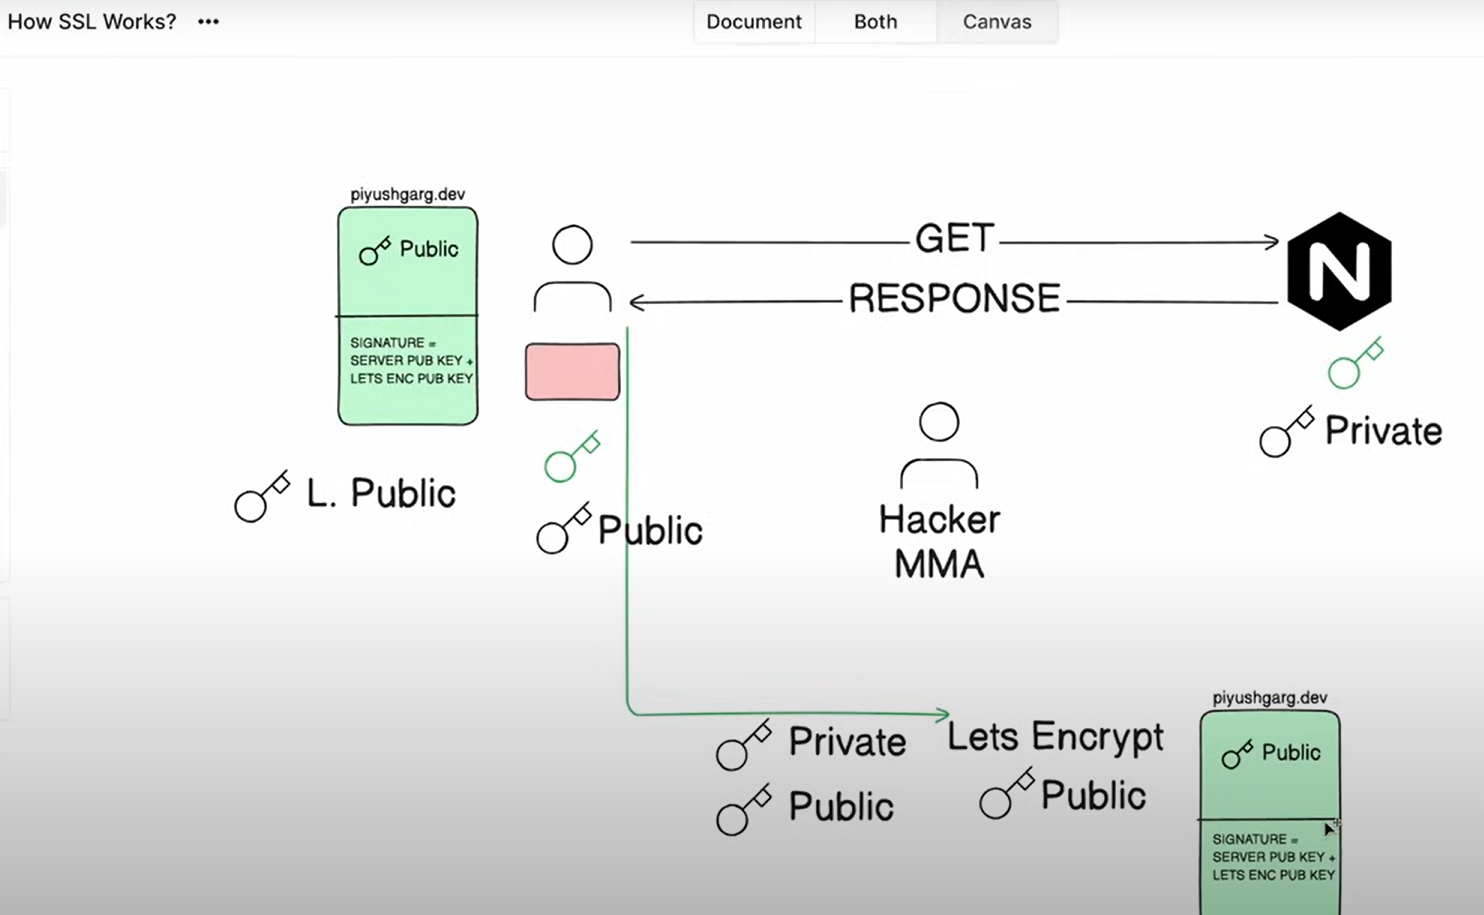 How SSL Works? •••
Document
Both
Canvas
piyushgarg.dev
Public
SIGNATURE =
SERVER PUB KEY +
LETS ENC PUB KEY
GET
RESPONSE
N
Private
L. Public
Public
Hacker
MMA
Private
Public
Lets Encrypt
Public
piyushgarg.dev
Public
SIGNATURE =
SERVER PUB KEY +
LETS ENC PUB KEY